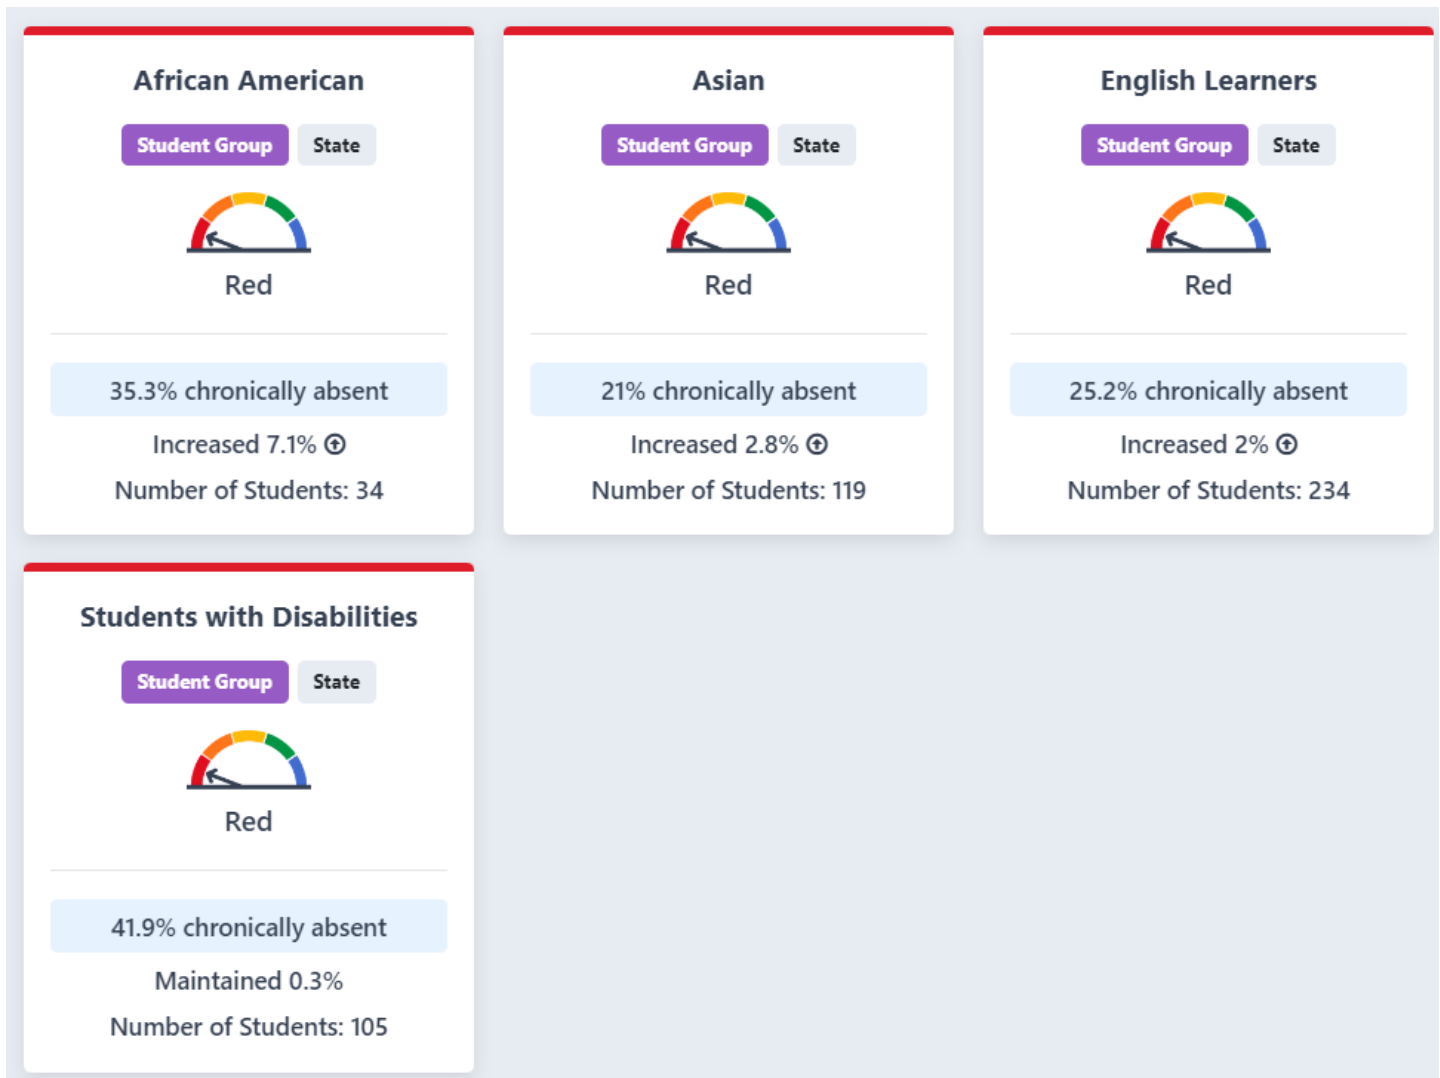 African American
Student Group State
Red
35.3% chronically absent
Increased 7.1%
Number of Students: 34
Asian
Student Group State
Red
21% chronically absent
Increased 2.8%
Number of Students: 119
English Learners
Student Group State
Red
25.2% chronically absent
Increased 2%
Number of Students: 234
Students with Disabilities
Student Group State
Red
41.9% chronically absent
Maintained 0.3%
Number of Students: 105